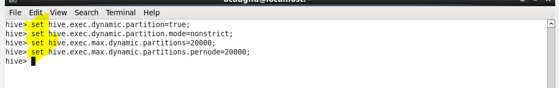 File Edit View Search Terminal Help
hive> set hive.exec.dynamic.partition=true;
hive> set hive.exec.dynamic.partition.mode=nonstrict;
hive> set hive.exec.max.dynamic.partitions=20000;
hive> set hive.exec.max.dynamic.partitions.pernode=20000;
hive>